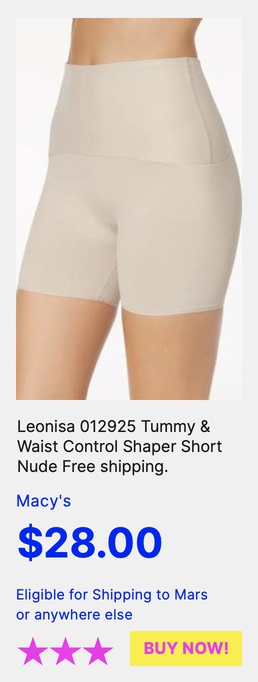 Leonisa 012925 Tummy &
Waist Control Shaper Short
Nude Free shipping.
Macy's
$28.00
Eligible for Shipping to Mars
or anywhere else
BUY NOW!